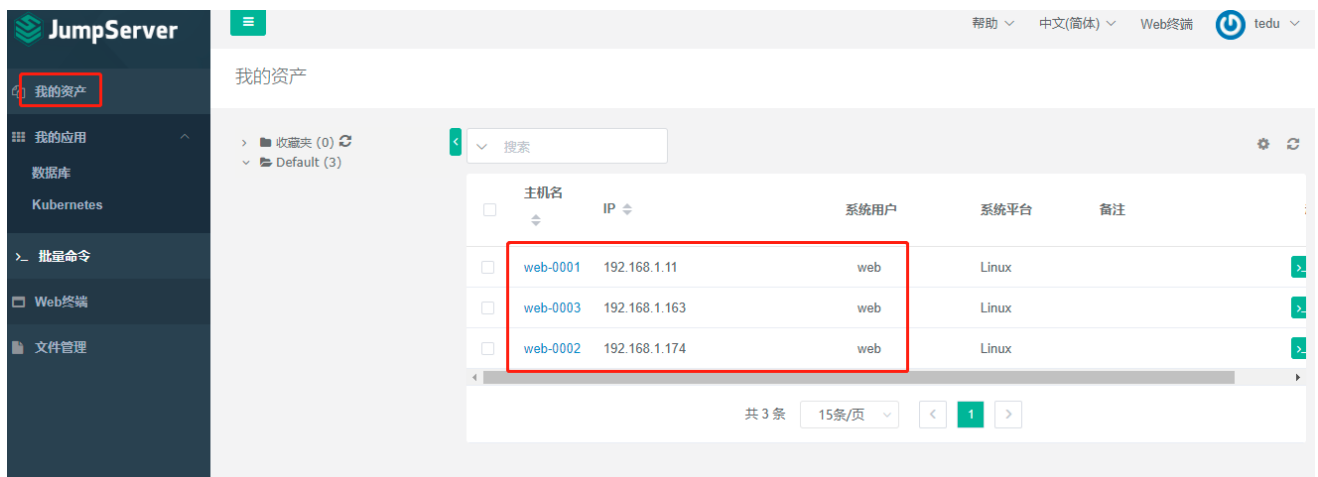 JumpServer
帮助 中文(简体) Web终端 tedu
我的资产
我的应用
数据库
Kubernetes
>_ 批量命令
Web终端
文件管理
我的资产
收藏夹 (0)
Default (3)
搜索
主机名 IP 系统用户 系统平台 备注
web-0001 192.168.1.11 web Linux
web-0003 192.168.1.163 web Linux
web-0002 192.168.1.174 web Linux
共 3 条 15条/页 < 1 >